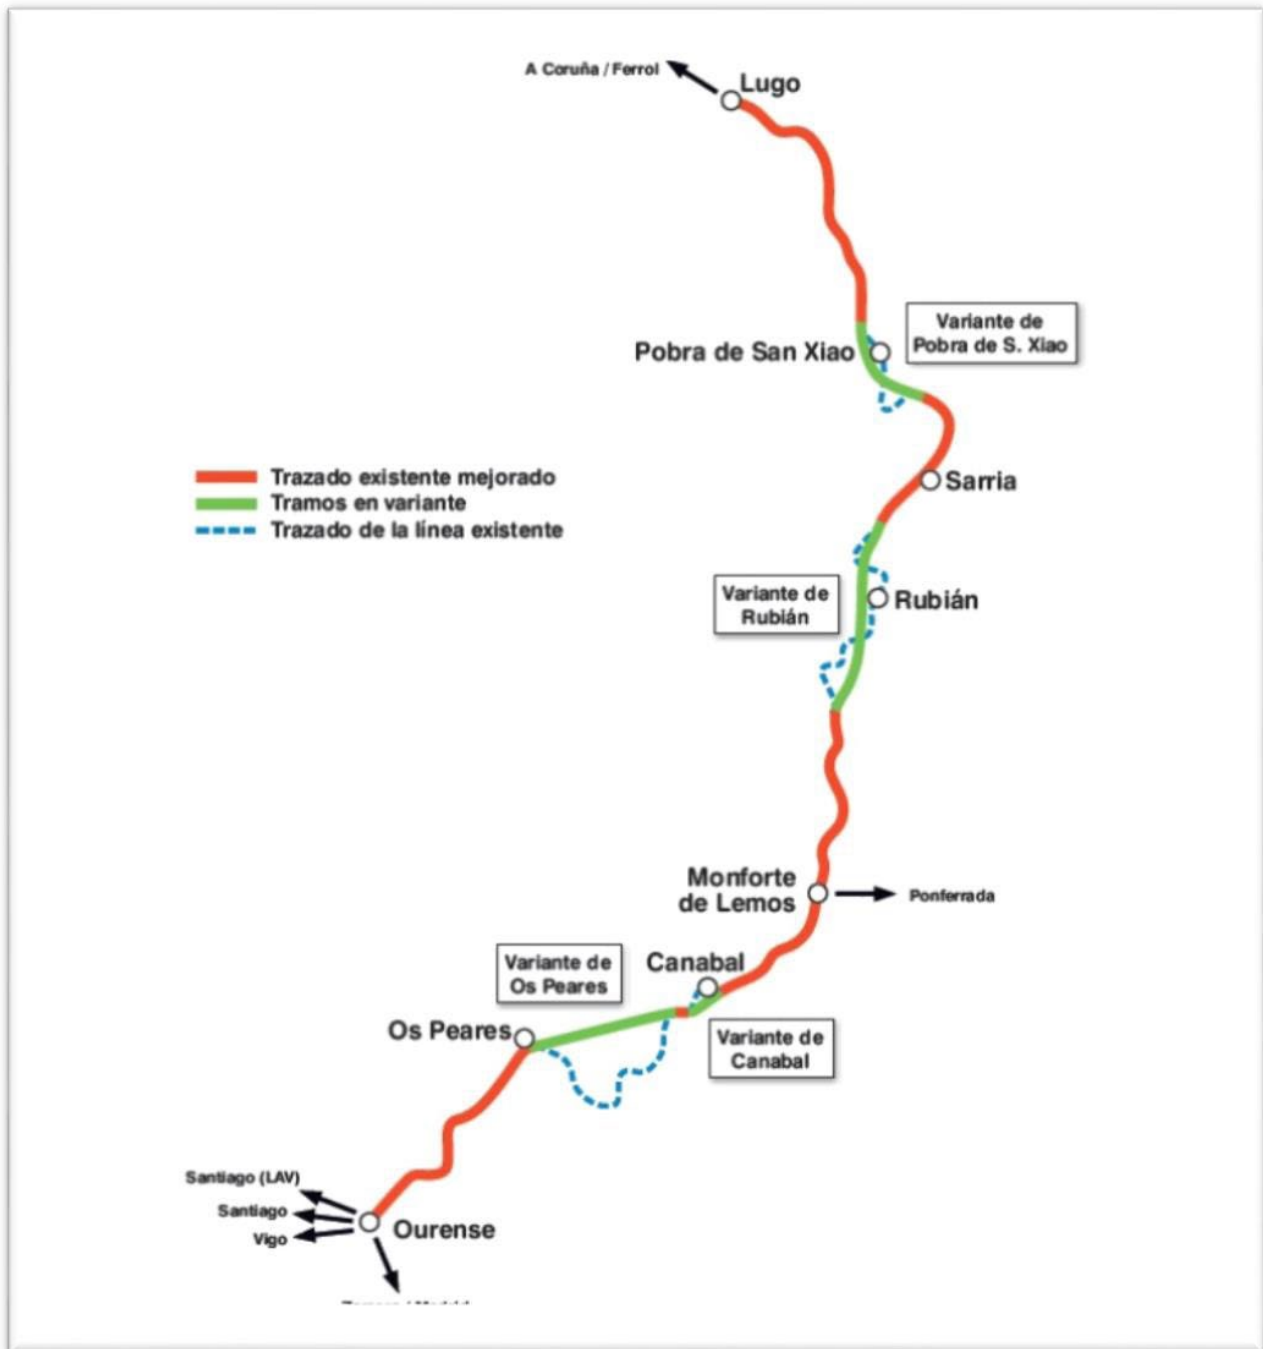 A Coruña / Ferrol
Lugo
Variante de
Pobra de S. Xiao
Pobra de San Xiao
Trazado existente mejorado
Tramos en variante
Trazado de la línea existente
Sarria
Variante de
Rubián
Rubián
Monforte
de Lemos
Ponferrada
Variante de
Os Peares
Canabal
Os Peares
Variante de
Canabal
Santiago (LAV)
Santiago
Vigo
Ourense